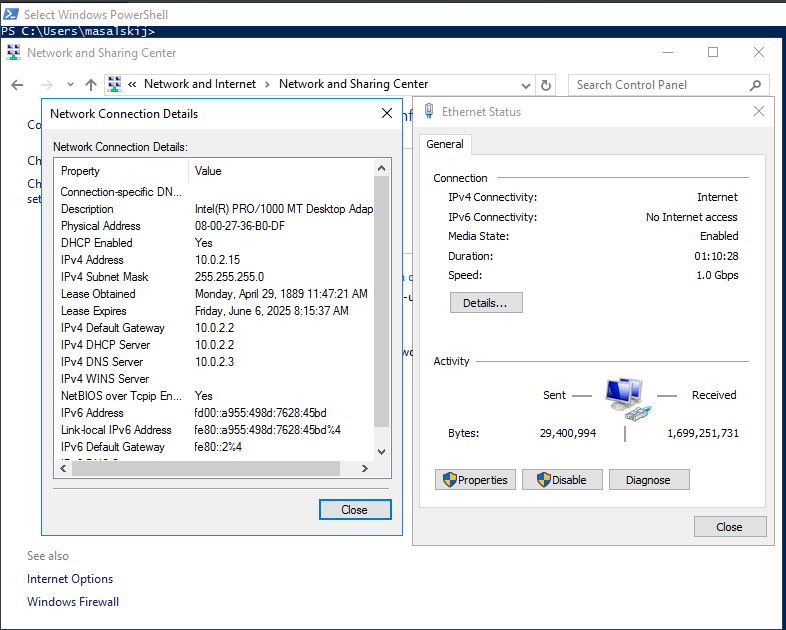 Select Windows PowerShell
PS C:\Users\masalskij>
Network and Sharing Center
« Network and Internet > Network and Sharing Center
Search Control Panel
Network Connection Details
Network Connection Details:
Property Value
Connection-specific DN...
Description Intel(R) PRO/1000 MT Desktop Adap
Physical Address 08-00-27-36-B0-DF
DHCP Enabled Yes
IPv4 Address 10.0.2.15
IPv4 Subnet Mask 255.255.255.0
Lease Obtained Monday, April 29, 1889 11:47:21 AM
Lease Expires Friday, June 6, 2025 8:15:37 AM
IPv4 Default Gateway 10.0.2.2
IPv4 DHCP Server 10.0.2.2
IPv4 DNS Server 10.0.2.3
IPv4 WINS Server
NetBIOS over Tcpip En... Yes
IPv6 Address fd00::a955:498d:7628:45bd
Link-local IPv6 Address fe80::a955:498d:7628:45bd%4
IPv6 Default Gateway fe80::2%4
Close
Ethernet Status
General
Connection
IPv4 Connectivity: Internet
IPv6 Connectivity: No Internet access
Media State: Enabled
Duration: 01:10:28
Speed: 1.0 Gbps
Details...
Activity
Sent Received
Bytes: 29,400,994 1,699,251,731
Properties Disable Diagnose
Close
See also
Internet Options
Windows Firewall